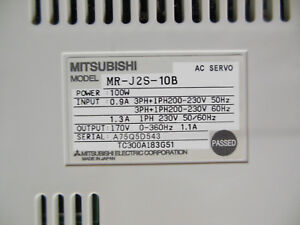 MITSUBISHI
AC SERVO
MODEL MR-J2S-10B
POWER : 100W
INPUT : 0.9A 3PH+1PH200-230V 50Hz
3PH+1PH200-230V 60Hz
1.3A 1PH 230V 50/60Hz
OUTPUT: 170V 0-360Hz 1.1A
SERIAL: A75Q5D543
TC300A183G51
PASSED
MITSUBISHI ELECTRIC CORPORATION
MADE IN JAPAN